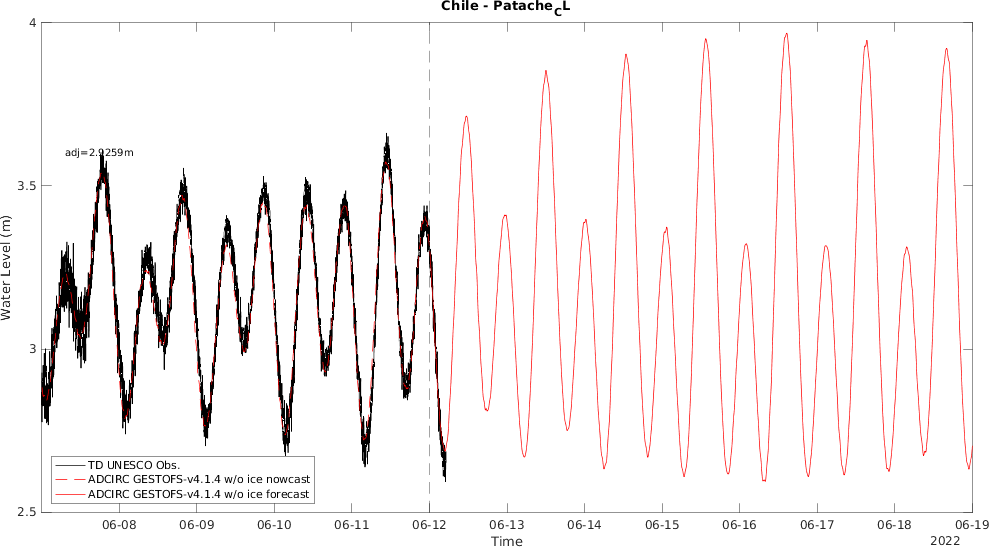 Chile - PatacheCL
4
3.5
3
2.5
Water Level (m)
adj=2.9259m
TD UNESCO Obs.
ADCIRC GESTOFS-v4.1.4 w/o ice nowcast
ADCIRC GESTOFS-v4.1.4 w/o ice forecast
06-08 06-09 06-10 06-11 06-12 06-13 06-14 06-15 06-16 06-17 06-18 06-19
Time
2022